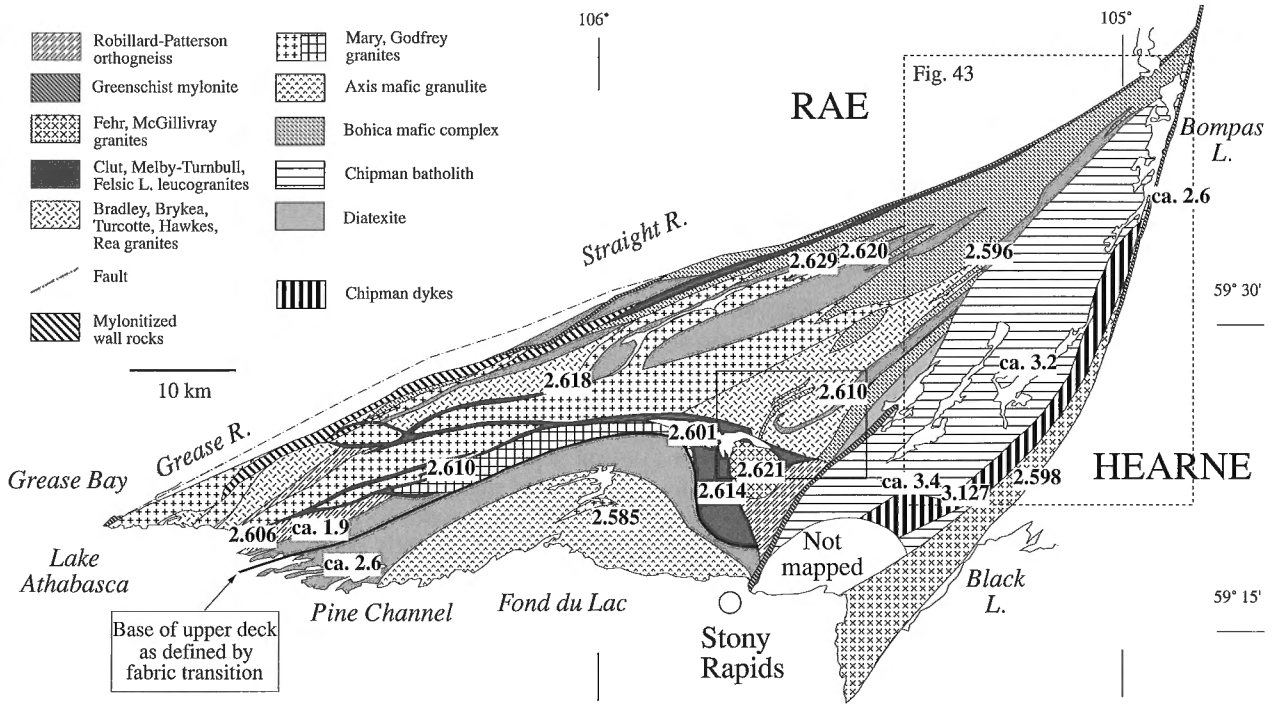 106°
105°
Robillard-Patterson
orthogneiss
Greenschist mylonite
Fehr, McGillivray
granites
Clut, Melby-Turnbull,
Felsic L. leucogranites
Bradley, Brykea,
Turcotte, Hawkes,
Rea granites
Fault
Mylonitized
wall rocks
10 km
Mary, Godfrey
granites
Axis mafic granulite
Bohica mafic complex
Chipman batholith
Diatexite
Chipman dykes
Fig. 43
RAE
Bompas
L.
ca. 2.6
Straight R.
2.629
2.620
2.596
59° 30'
ca. 3.2
2.618
2.610
Grease R.
2.601
HEARNE
Grease Bay
2.610
2.621
2.598
ca. 3.4
2.614
3.127
2.606
ca. 1.9
2.585
Not
mapped
Lake
Athabasca
ca. 2.6
Black
L.
Pine Channel
Fond du Lac
59° 15'
Base of upper deck
as defined by
fabric transition
Stony
Rapids